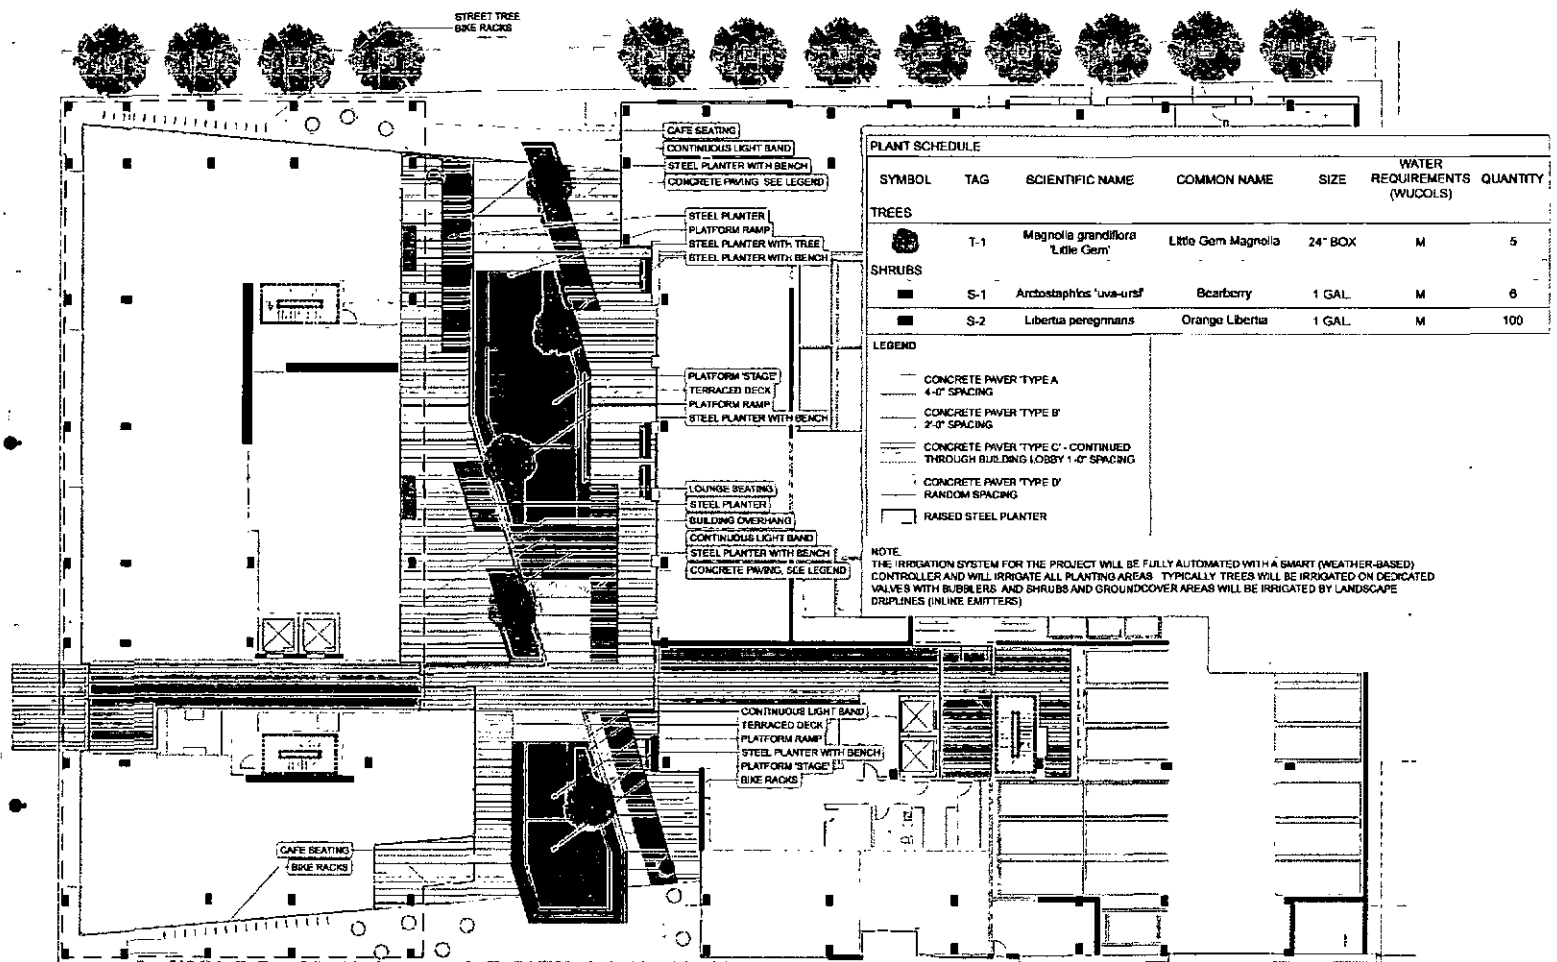 STREET TREE
BIKE RACKS
CAFE SEATING
CONTINUOUS LIGHT BAND
STEEL PLANTER WITH BENCH
CONCRETE PAVING SEE LEGEND
STEEL PLANTER
PLATFORM RAMP
STEEL PLANTER WITH TREE
STEEL PLANTER WITH BENCH
PLATFORM 'STAGE'
TERRACED DECK
PLATFORM RAMP
STEEL PLANTER WITH BENCH
LOUNGE SEATING
STEEL PLANTER
BUILDING OVERHANG
CONTINUOUS LIGHT BAND
STEEL PLANTER WITH BENCH
CONCRETE PAVING, SEE LEGEND
CONTINUOUS LIGHT BAND
TERRACED DECK
PLATFORM RAMP
STEEL PLANTER WITH BENCH
PLATFORM 'STAGE'
BIKE RACKS
CAFE SEATING
BIKE RACKS
PLANT SCHEDULE
SYMBOL TAG SCIENTIFIC NAME COMMON NAME SIZE WATER REQUIREMENTS (WUCOLS) QUANTITY
TREES
T-1 Magnolia grandiflora 'Little Gem' Little Gem Magnolia 24" BOX M 5
SHRUBS
S-1 Arctostaphlos 'uva-ursi' Bearberry 1 GAL. M 6
S-2 Libertia peregrinans Orange Libertia 1 GAL. M 100
LEGEND
CONCRETE PAVER 'TYPE A
4'-0" SPACING
CONCRETE PAVER 'TYPE B'
2'-0" SPACING
CONCRETE PAVER 'TYPE C' - CONTINUED
THROUGH BUILDING LOBBY 1'-0" SPACING
CONCRETE PAVER 'TYPE D'
RANDOM SPACING
RAISED STEEL PLANTER
NOTE.
THE IRRIGATION SYSTEM FOR THE PROJECT WILL BE FULLY AUTOMATED WITH A SMART (WEATHER-BASED)
CONTROLLER AND WILL IRRIGATE ALL PLANTING AREAS TYPICALLY TREES WILL BE IRRIGATED ON DEDICATED
VALVES WITH BUBBLERS AND SHRUBS AND GROUNDCOVER AREAS WILL BE IRRIGATED BY LANDSCAPE
DRIPLINES (INLINE EMITTERS)